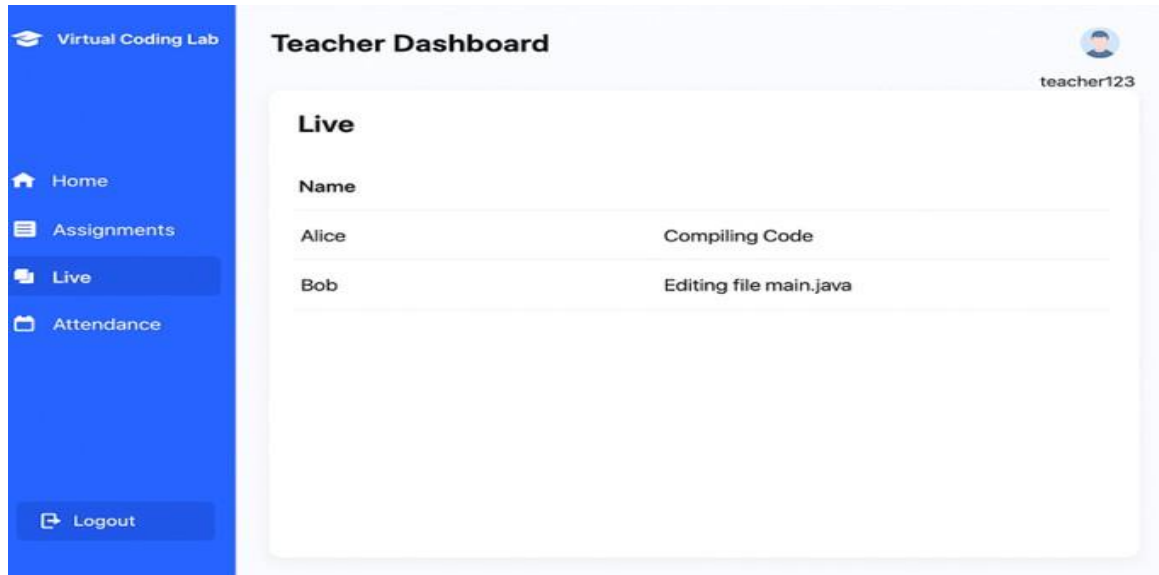 Virtual Coding Lab
Home
Assignments
Live
Attendance
Logout
Teacher Dashboard
teacher123
Live
Name
Alice Compiling Code
Bob Editing file main.java